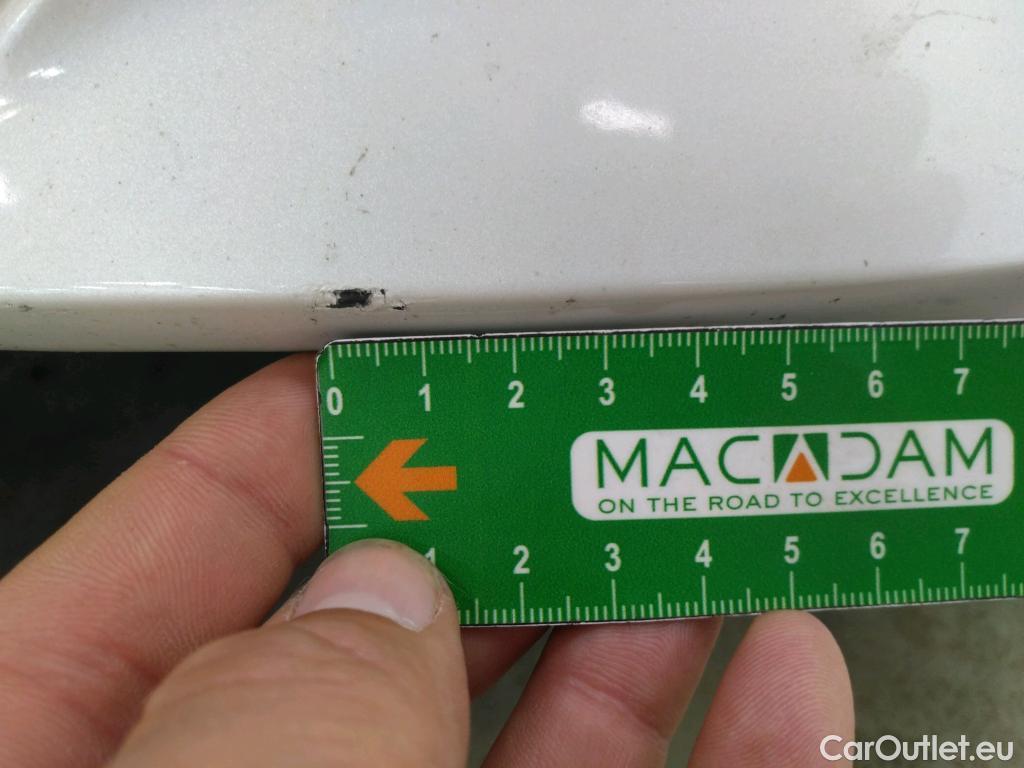 0 1 2 3 4 5 6 7
MACADAM
ON THE ROAD TO EXCELLENCE
1 2 3 4 5 6 7
CarOutlet.eu